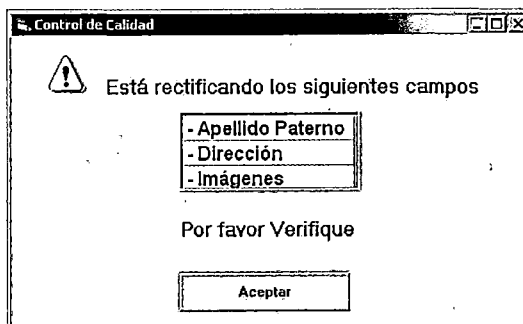 Control de Calidad
Está rectificando los siguientes campos
- Apellido Paterno
- Dirección
- Imágenes
Por favor Verifique
Aceptar